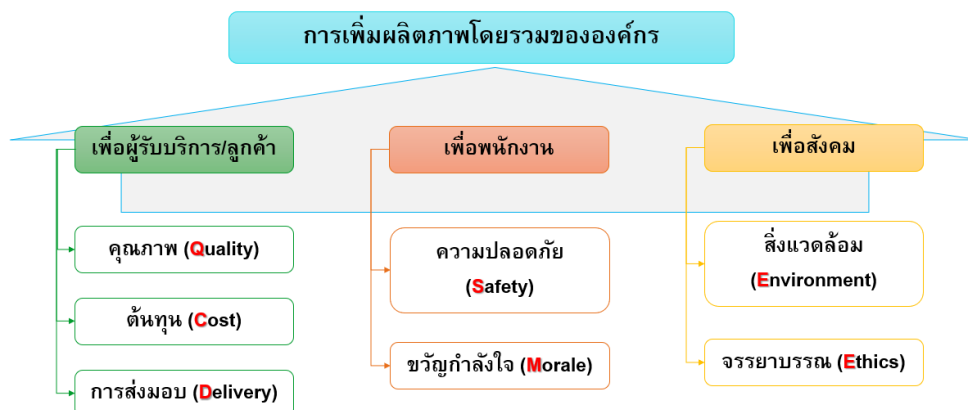 การเพิ่มผลิตภาพโดยรวมขององค์กร
เพื่อผู้รับบริการ/ลูกค้า
คุณภาพ (Quality)
ต้นทุน (Cost)
การส่งมอบ (Delivery)
เพื่อพนักงาน
ความปลอดภัย
(Safety)
ขวัญกำลังใจ (Morale)
เพื่อสังคม
สิ่งแวดล้อม
(Environment)
จรรยาบรรณ (Ethics)